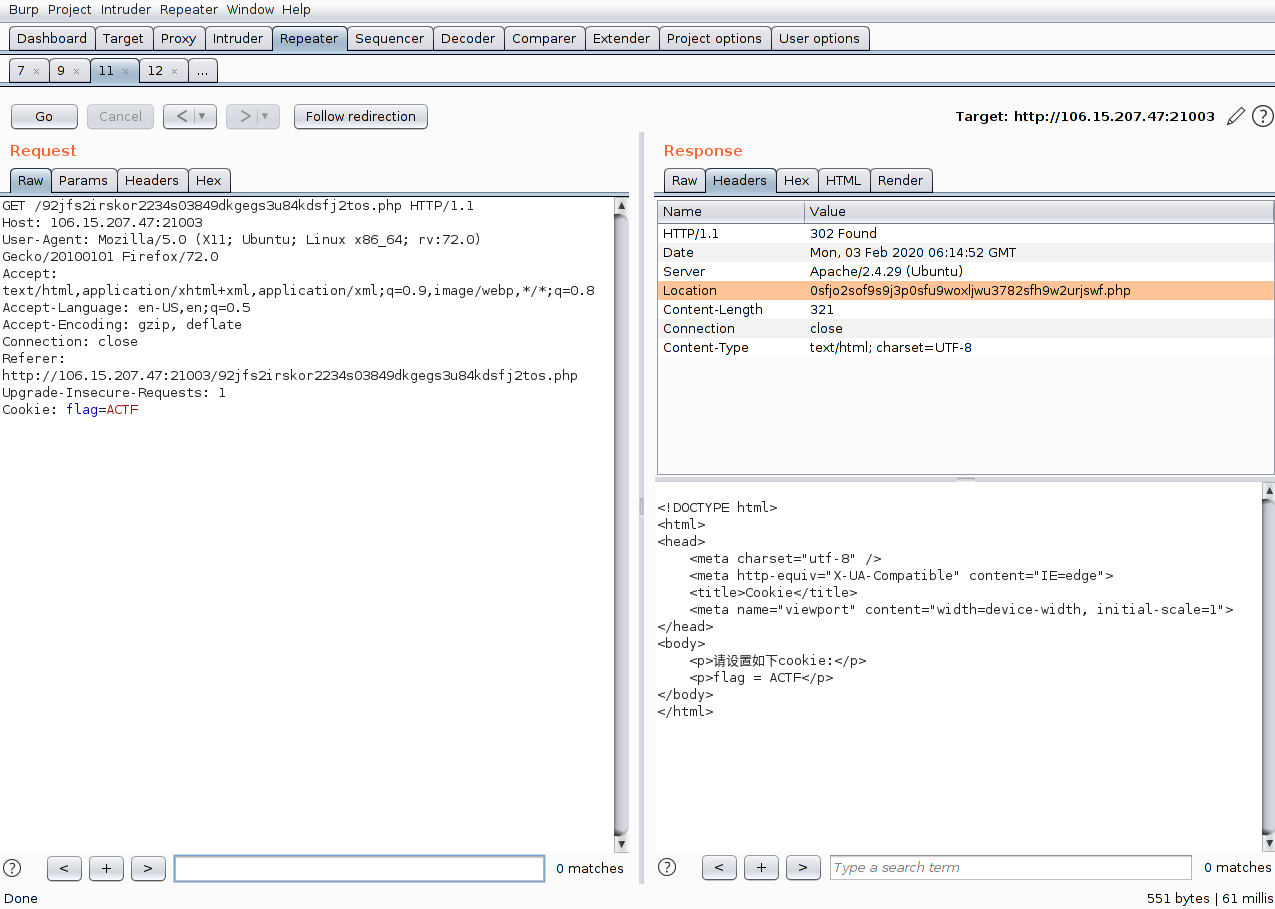 Burp Project Intruder Repeater Window Help
Dashboard Target Proxy Intruder Repeater Sequencer Decoder Comparer Extender Project options User options
7 × 9 × 11 × 12 × ...
Go Cancel < > Follow redirection Target: http://106.15.207.47:21003 ?
Request
Raw Params Headers Hex
GET /92jfs2irskor2234s03849dkgegs3u84kdsfj2tos.php HTTP/1.1
Host: 106.15.207.47:21003
User-Agent: Mozilla/5.0 (X11; Ubuntu; Linux x86_64; rv:72.0)
Gecko/20100101 Firefox/72.0
Accept:
text/html,application/xhtml+xml,application/xml;q=0.9,image/webp,*/*;q=0.8
Accept-Language: en-US,en;q=0.5
Accept-Encoding: gzip, deflate
Connection: close
Referer:
http://106.15.207.47:21003/92jfs2irskor2234s03849dkgegs3u84kdsfj2tos.php
Upgrade-Insecure-Requests: 1
Cookie: flag=ACTF
? < + > 0 matches
Response
Raw Headers Hex HTML Render
Name Value
HTTP/1.1 302 Found
Date Mon, 03 Feb 2020 06:14:52 GMT
Server Apache/2.4.29 (Ubuntu)
Location 0sfjo2sof9s9j3p0sfu9woxljwu3782sfh9w2urjswf.php
Content-Length 321
Connection close
Content-Type text/html; charset=UTF-8
<!DOCTYPE html>
<html>
<head>
<meta charset="utf-8" />
<meta http-equiv="X-UA-Compatible" content="IE=edge">
<title>Cookie</title>
<meta name="viewport" content="width=device-width, initial-scale=1">
</head>
<body>
<p>请设置如下cookie:</p>
<p>flag = ACTF</p>
</body>
</html>
? < + > Type a search term 0 matches
Done 551 bytes | 61 millis